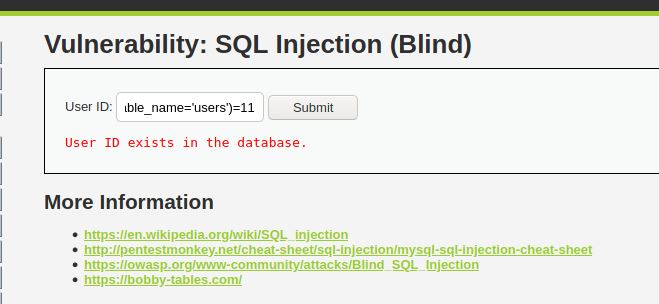 Vulnerability: SQL Injection (Blind)
User ID: able_name='users')=11 Submit
User ID exists in the database.
More Information
https://en.wikipedia.org/wiki/SQL_injection
http://pentestmonkey.net/cheat-sheet/sql-injection/mysql-sql-injection-cheat-sheet
https://owasp.org/www-community/attacks/Blind_SQL_Injection
https://bobby-tables.com/